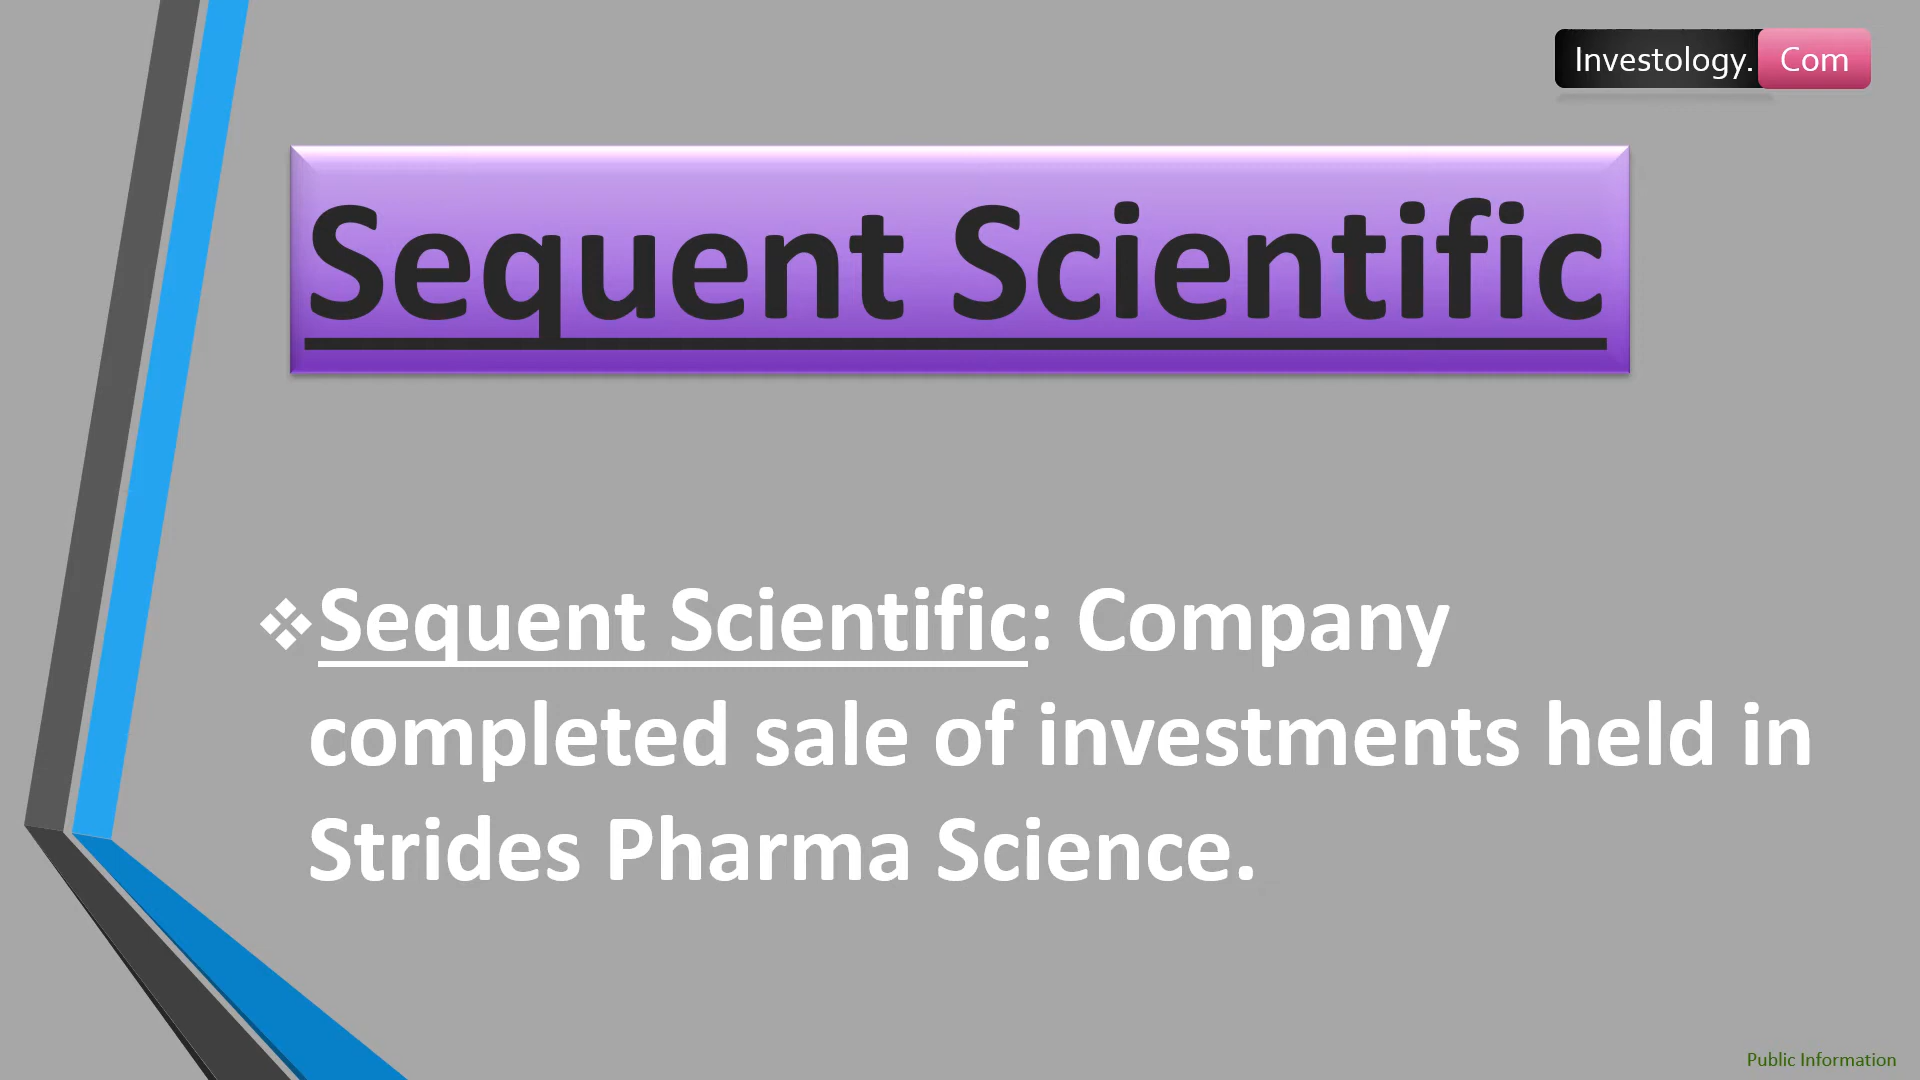 Investology. Com
Sequent Scientific
❖Sequent Scientific: Company
completed sale of investments held in
Strides Pharma Science.
Public Information